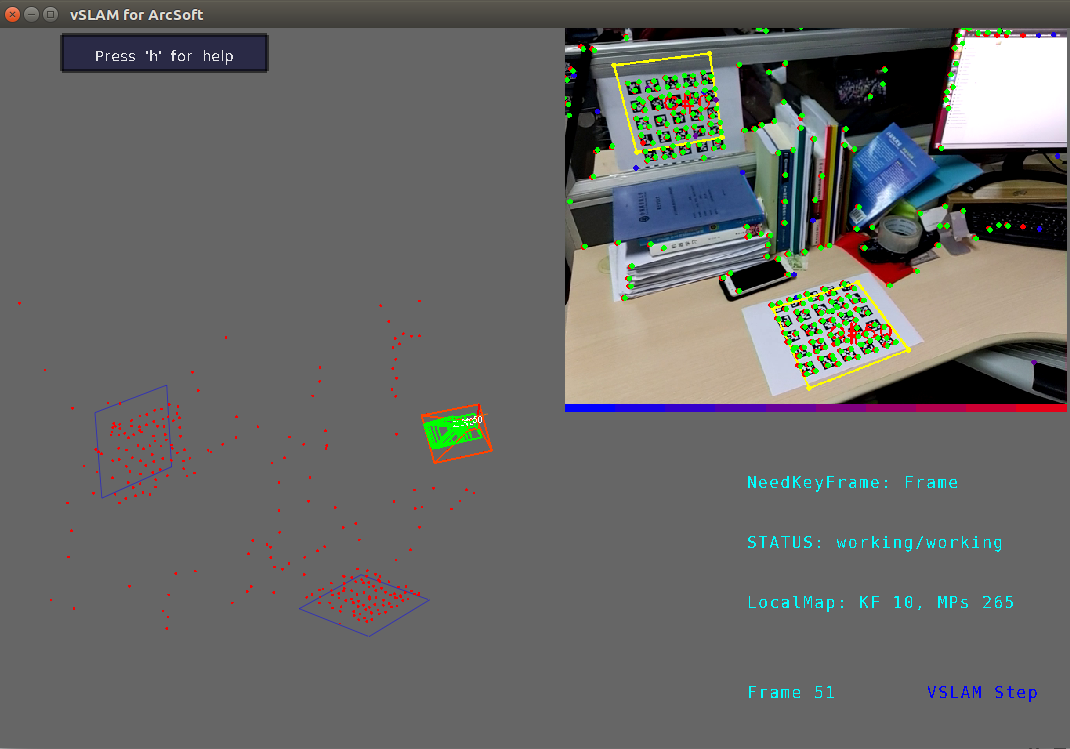 vSLAM for ArcSoft
Press 'h' for help
NeedKeyFrame: Frame
STATUS: working/working
LocalMap: KF 10, MPs 265
Frame 51
VSLAM Step